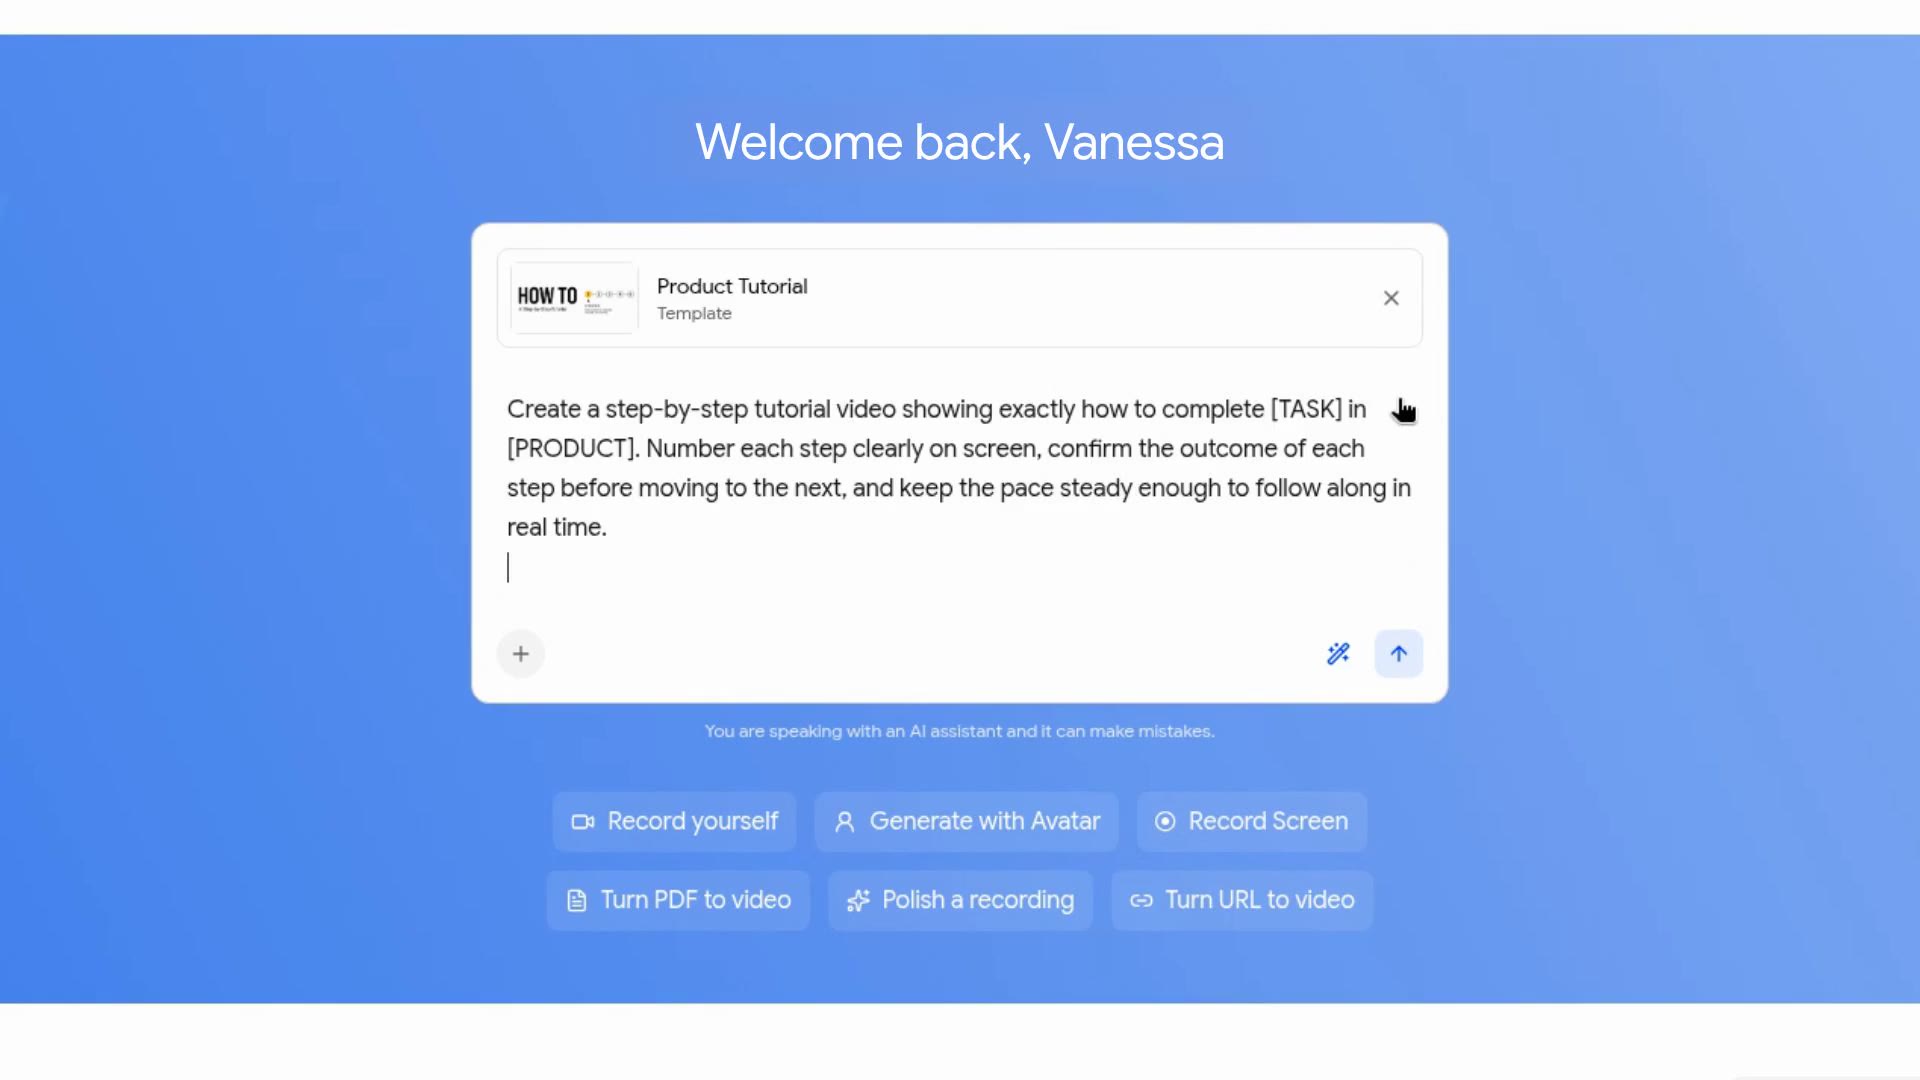 Welcome back, Vanessa
HOW TO
Product Tutorial
Template
Create a step-by-step tutorial video showing exactly how to complete [TASK] in
[PRODUCT]. Number each step clearly on screen, confirm the outcome of each
step before moving to the next, and keep the pace steady enough to follow along in
real time.
You are speaking with an AI assistant and it can make mistakes.
Record yourself
Generate with Avatar
Record Screen
Turn PDF to video
Polish a recording
Turn URL to video